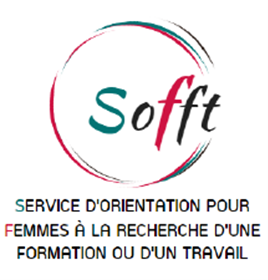 Sofft
SERVICE D'ORIENTATION POUR
FEMMES À LA RECHERCHE D'UNE
FORMATION OU D'UN TRAVAIL